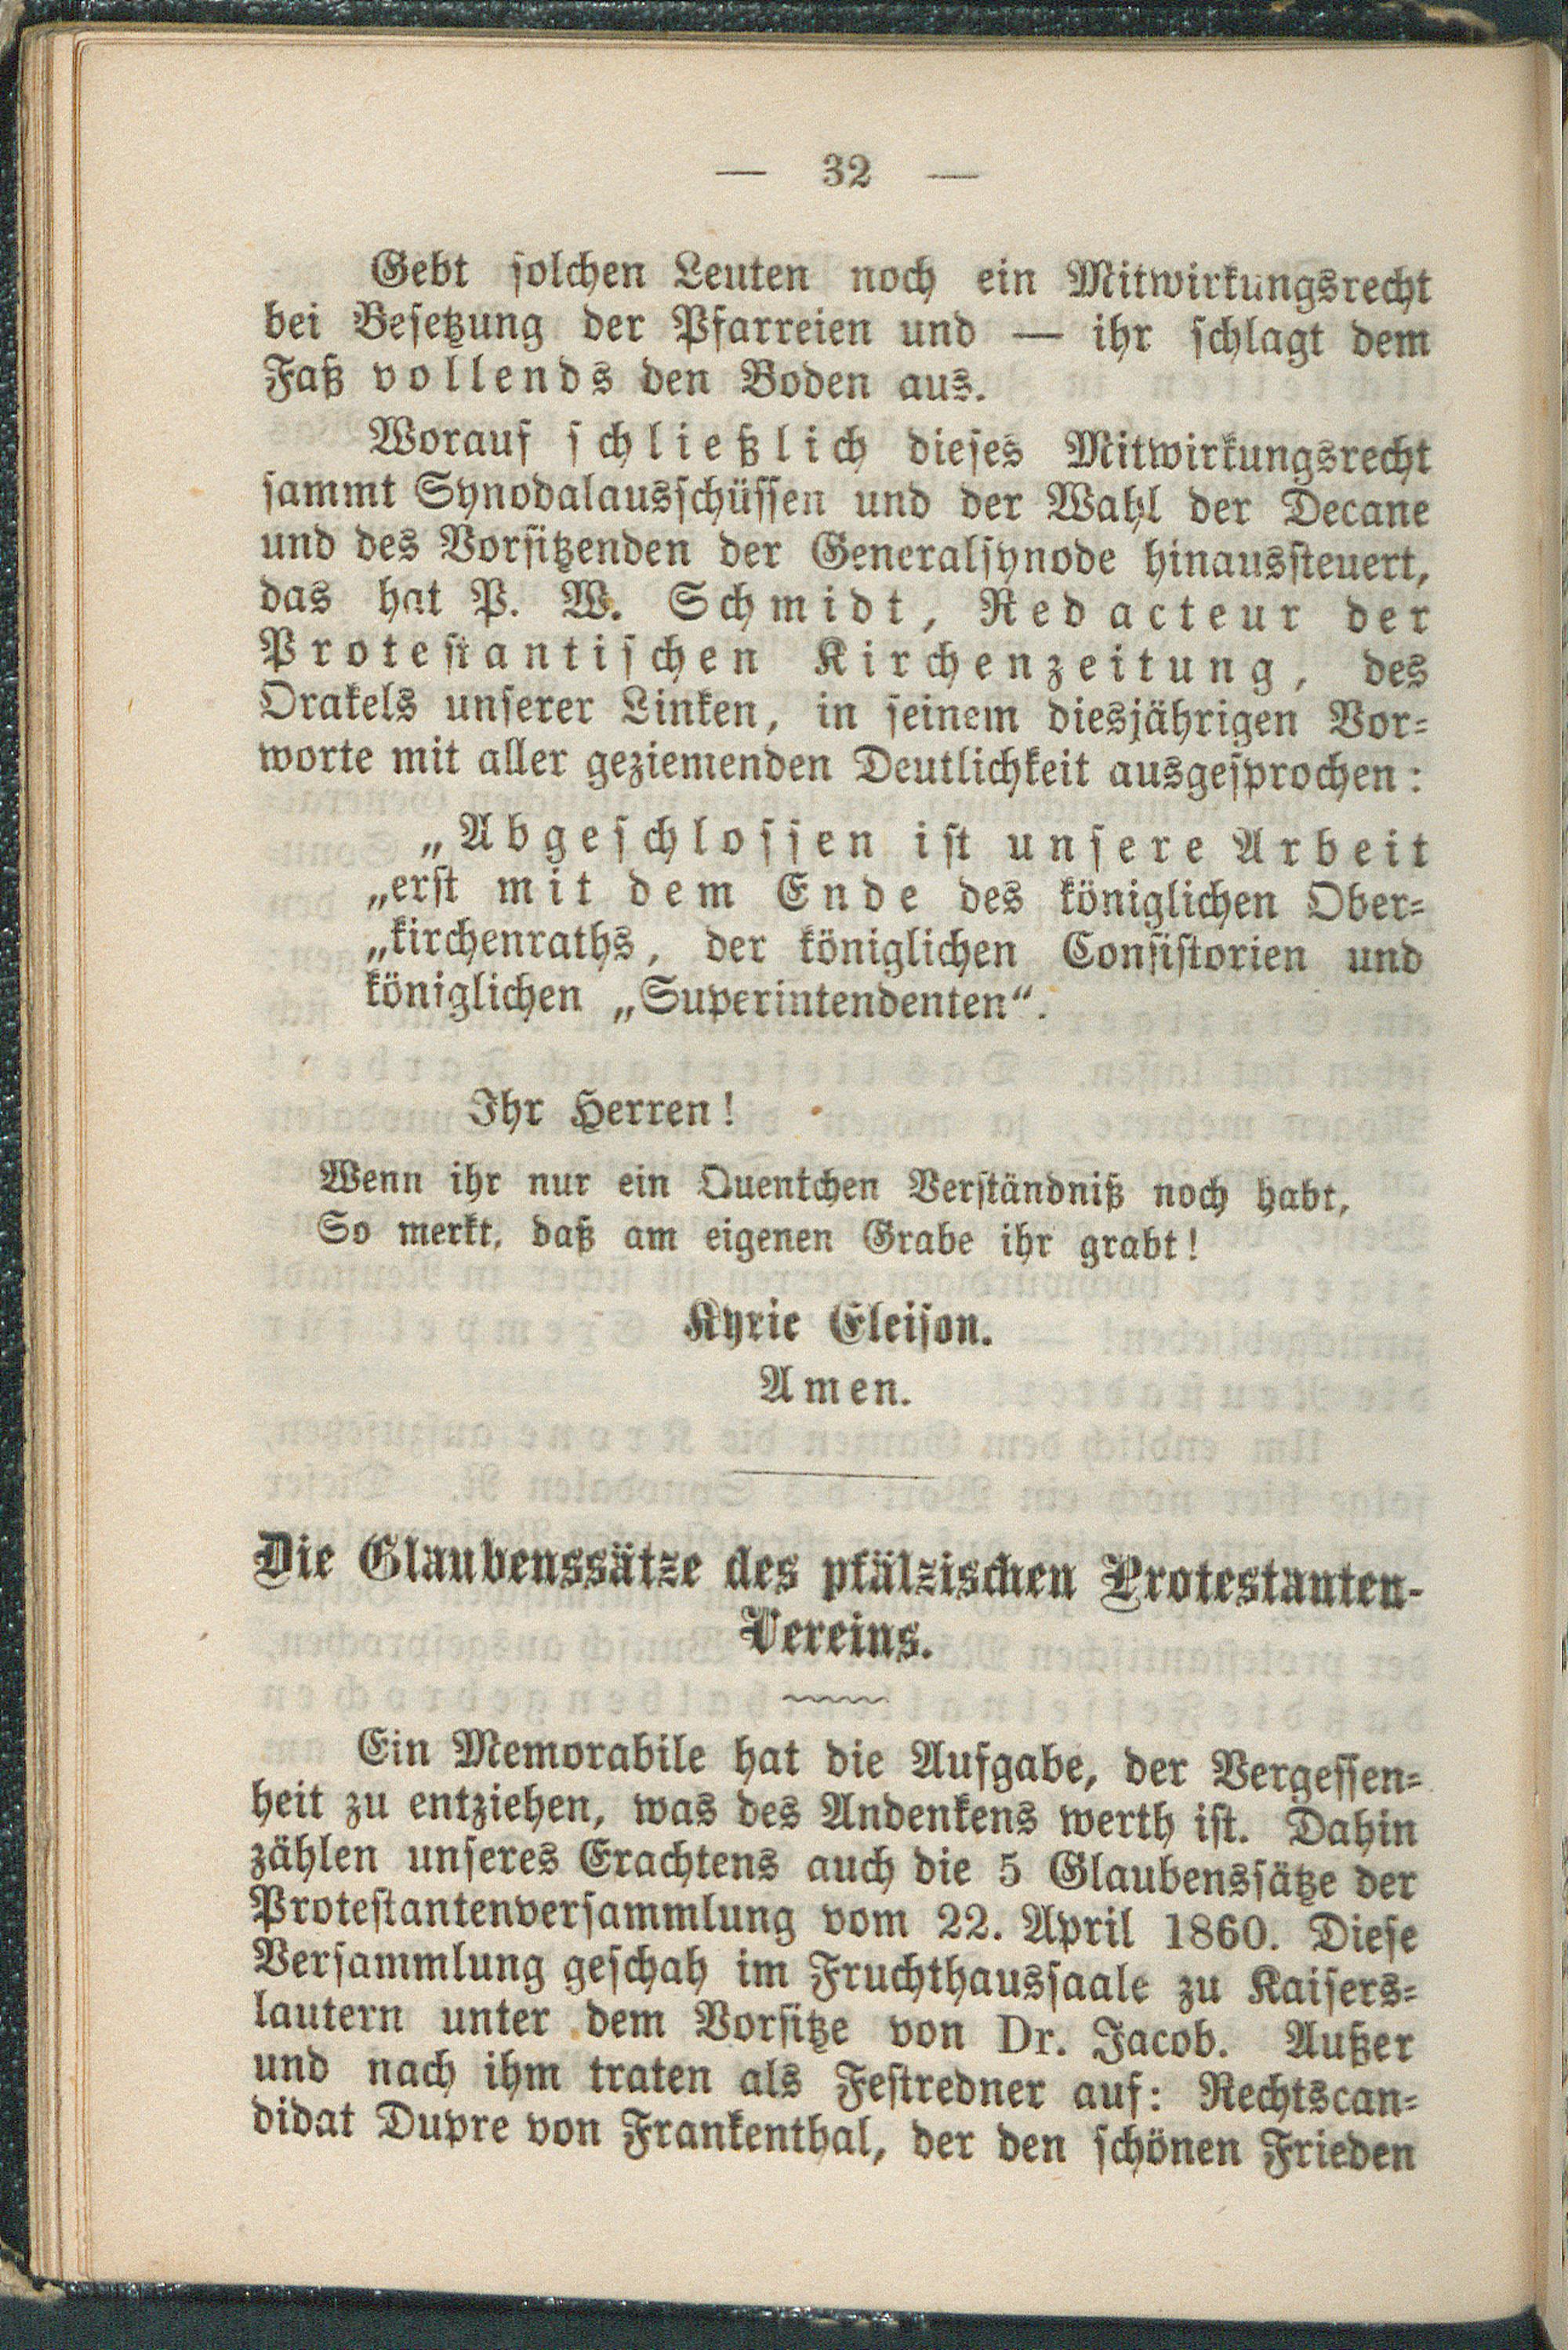 — 32 —
Gebt solchen Leuten noch ein Mitwirkungsrecht
bei Besetzung der Pfarreien und — ihr schlagt dem
Faß vollends den Boden aus.
Worauf schließlich dieses Mitwirkungsrecht
sammt Synodalausschüssen und der Wahl der Decane
und des Vorsitzenden der Generalsynode hinaussteuert,
das hat P. W. Schmidt, Redacteur der
Protestantischen Kirchenzeitung, des
Orakels unserer Linken, in seinem diesjährigen Vor-
worte mit aller geziemenden Deutlichkeit ausgesprochen:
„Abgeschlossen ist unsere Arbeit
„erst mit dem Ende des königlichen Ober-
„kirchenraths, der königlichen Consistorien und
königlichen „Superintendenten“.
Ihr Herren!
Wenn ihr nur ein Quentchen Verständniß noch habt,
So merkt, daß am eigenen Grabe ihr grabt!
Kyrie Eleison.
Amen.
Die Glaubenssätze des pfälzischen Protestanten-
Vereins.
Ein Memorabile hat die Aufgabe, der Vergessen-
heit zu entziehen, was des Andenkens werth ist. Dahin
zählen unseres Erachtens auch die 5 Glaubenssätze der
Protestantenversammlung vom 22. April 1860. Diese
Versammlung geschah im Fruchthaussaale zu Kaisers-
lautern unter dem Vorsitze von Dr. Jacob. Außer
und nach ihm traten als Festredner auf: Rechtscan-
didat Dupre von Frankenthal, der den schönen Frieden